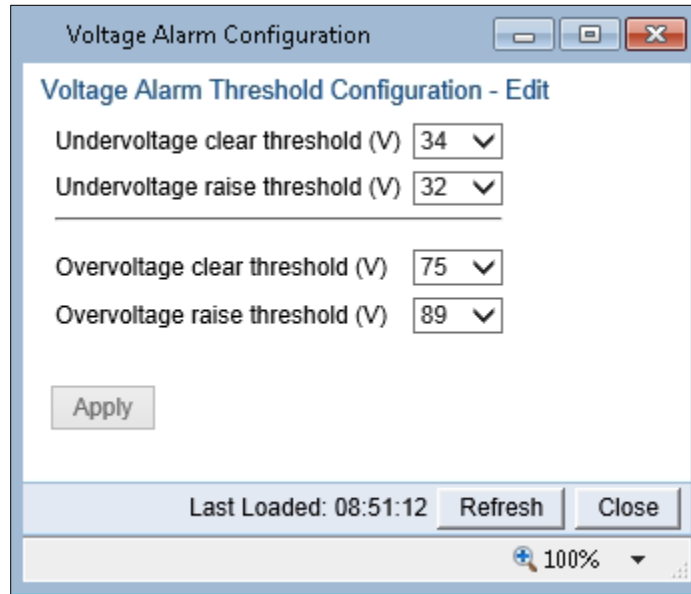 Voltage Alarm Configuration
Voltage Alarm Threshold Configuration - Edit
Undervoltage clear threshold (V) 34
Undervoltage raise threshold (V) 32
Overvoltage clear threshold (V) 75
Overvoltage raise threshold (V) 89
Apply
Last Loaded: 08:51:12 Refresh Close
100%